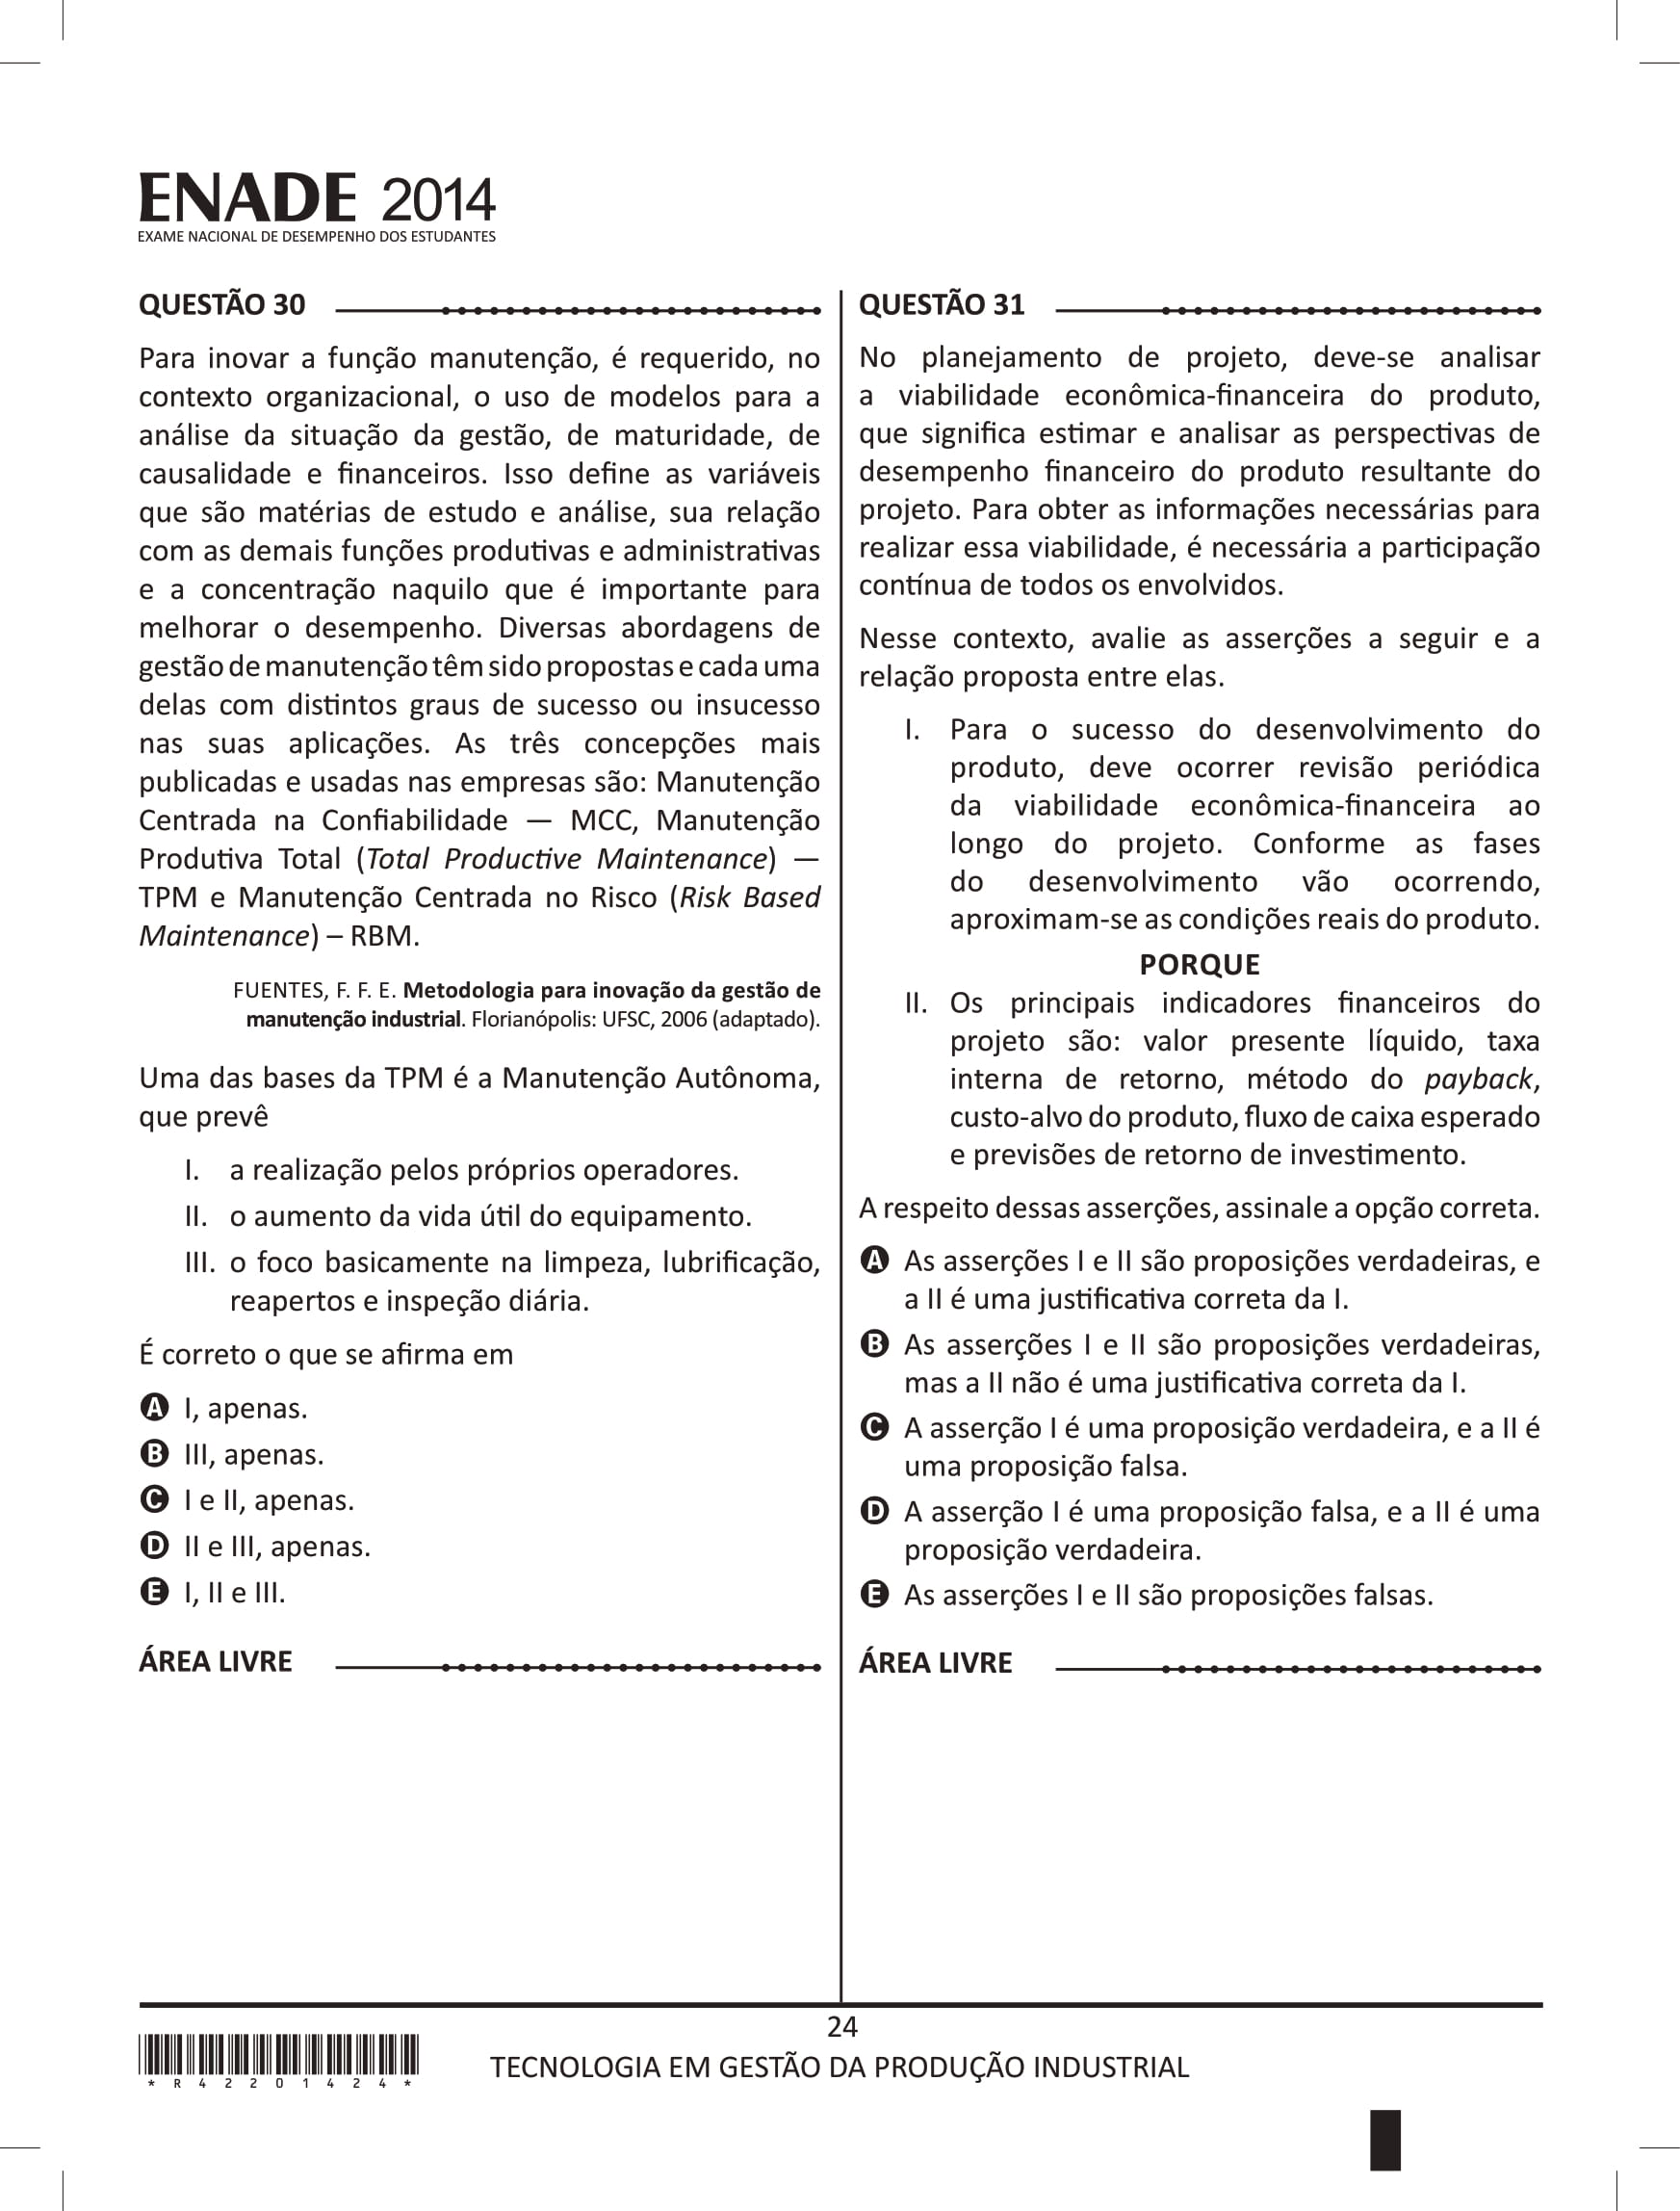 ENADE 2014
EXAME NACIONAL DE DESEMPENHO DOS ESTUDANTES
QUESTÃO 30
Para inovar a função manutenção, é requerido, no
contexto organizacional, o uso de modelos para a
análise da situação da gestão, de maturidade, de
causalidade e financeiros. Isso define as variáveis
que são matérias de estudo e análise, sua relação
com as demais funções produtivas e administrativas
e a concentração naquilo que é importante para
melhorar o desempenho. Diversas abordagens de
gestão de manutenção têm sido propostas e cada uma
delas com distintos graus de sucesso ou insucesso
nas suas aplicações. As três concepções mais
publicadas e usadas nas empresas são: Manutenção
Centrada na Confiabilidade — MCC, Manutenção
Produtiva Total (Total Productive Maintenance) —
TPM e Manutenção Centrada no Risco (Risk Based
Maintenance) – RBM.
FUENTES, F. F. E. Metodologia para inovação da gestão de
manutenção industrial. Florianópolis: UFSC, 2006 (adaptado).
Uma das bases da TPM é a Manutenção Autônoma,
que prevê
I. a realização pelos próprios operadores.
II. o aumento da vida útil do equipamento.
III. o foco basicamente na limpeza, lubrificação,
reapertos e inspeção diária.
É correto o que se afirma em
A I, apenas.
B III, apenas.
C I e II, apenas.
D II e III, apenas.
E I, II e III.
ÁREA LIVRE
QUESTÃO 31
No planejamento de projeto, deve-se analisar
a viabilidade econômica-financeira do produto,
que significa estimar e analisar as perspectivas de
desempenho financeiro do produto resultante do
projeto. Para obter as informações necessárias para
realizar essa viabilidade, é necessária a participação
contínua de todos os envolvidos.
Nesse contexto, avalie as asserções a seguir e a
relação proposta entre elas.
I. Para o sucesso do desenvolvimento do
produto, deve ocorrer revisão periódica
da viabilidade econômica-financeira ao
longo do projeto. Conforme as fases
do desenvolvimento vão ocorrendo,
aproximam-se as condições reais do produto.
PORQUE
II. Os principais indicadores financeiros do
projeto são: valor presente líquido, taxa
interna de retorno, método do payback,
custo-alvo do produto, fluxo de caixa esperado
e previsões de retorno de investimento.
A respeito dessas asserções, assinale a opção correta.
A As asserções I e II são proposições verdadeiras, e
a II é uma justificativa correta da I.
B As asserções I e II são proposições verdadeiras,
mas a II não é uma justificativa correta da I.
C A asserção I é uma proposição verdadeira, e a II é
uma proposição falsa.
D A asserção I é uma proposição falsa, e a II é uma
proposição verdadeira.
E As asserções I e II são proposições falsas.
ÁREA LIVRE
24
TECNOLOGIA EM GESTÃO DA PRODUÇÃO INDUSTRIAL
*R42201424*